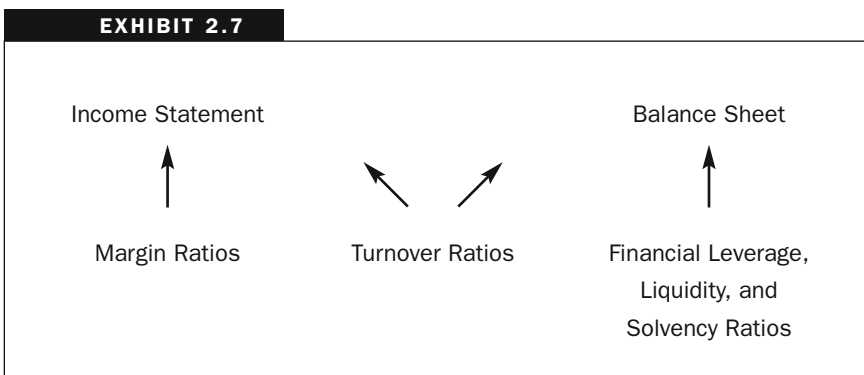 EXHIBIT 2.7
Income Statement
Balance Sheet
Margin Ratios
Turnover Ratios
Financial Leverage,
Liquidity, and
Solvency Ratios